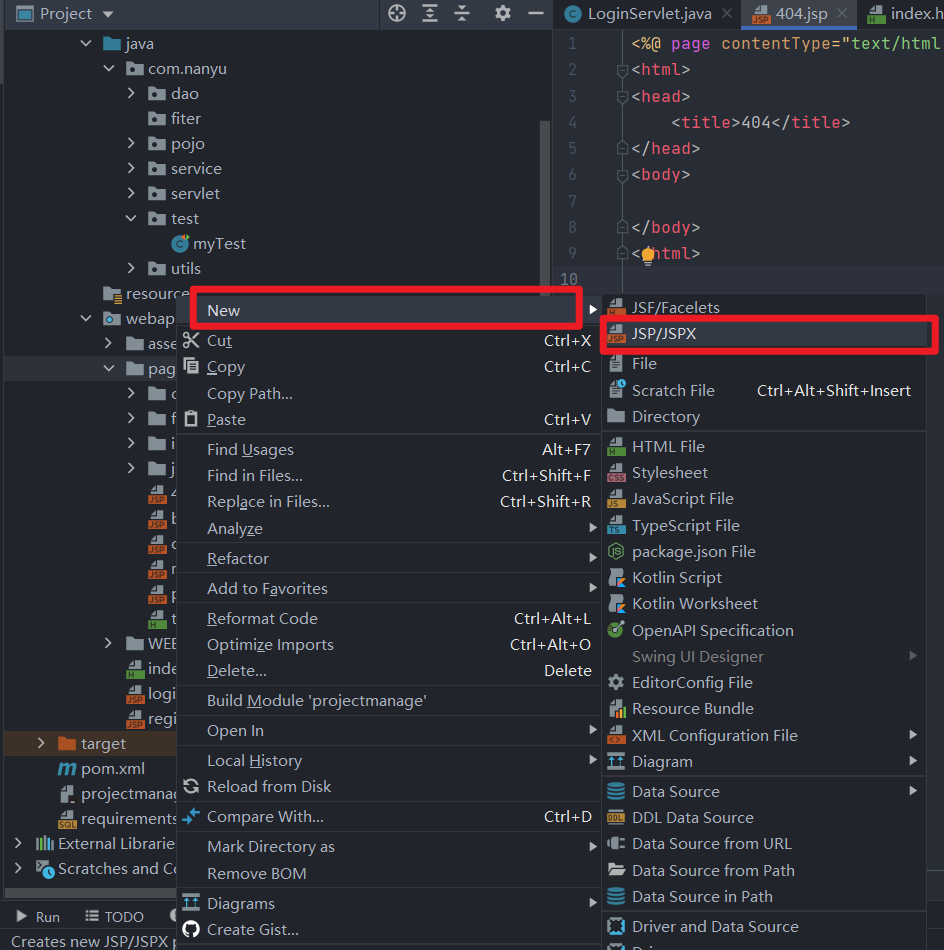 Project
LoginServlet.java
404.jsp
index.h
java
com.nanyu
dao
fiter
pojo
service
servlet
test
myTest
utils
resource
webap
asse
pag
WEE
inde
logi
regi
target
pom.xml
projectmana
requirements
External Librarie
Scratches and Co
Run
TODO
Creates new JSP/JSPX p
1 <%@ page contentType="text/html
2 <html>
3 <head>
4 <title>404</title>
5 </head>
6 <body>
7
8 </body>
9 <html>
10
New
Cut Ctrl+X
Copy Ctrl+C
Copy Path...
Paste Ctrl+V
Find Usages Alt+F7
Find in Files... Ctrl+Shift+F
Replace in Files... Ctrl+Shift+R
Analyze
Refactor
Add to Favorites
Reformat Code Ctrl+Alt+L
Optimize Imports Ctrl+Alt+O
Delete... Delete
Build Module 'projectmanage'
Open In
Local History
Reload from Disk
Compare With... Ctrl+D
Mark Directory as
Remove BOM
Diagrams
Create Gist...
JSF/Facelets
JSP/JSPX
File
Scratch File Ctrl+Alt+Shift+Insert
Directory
HTML File
Stylesheet
JavaScript File
TypeScript File
package.json File
Kotlin Script
Kotlin Worksheet
OpenAPI Specification
Swing UI Designer
EditorConfig File
Resource Bundle
XML Configuration File
Diagram
Data Source
DDL Data Source
Data Source from URL
Data Source from Path
Data Source in Path
Driver and Data Source